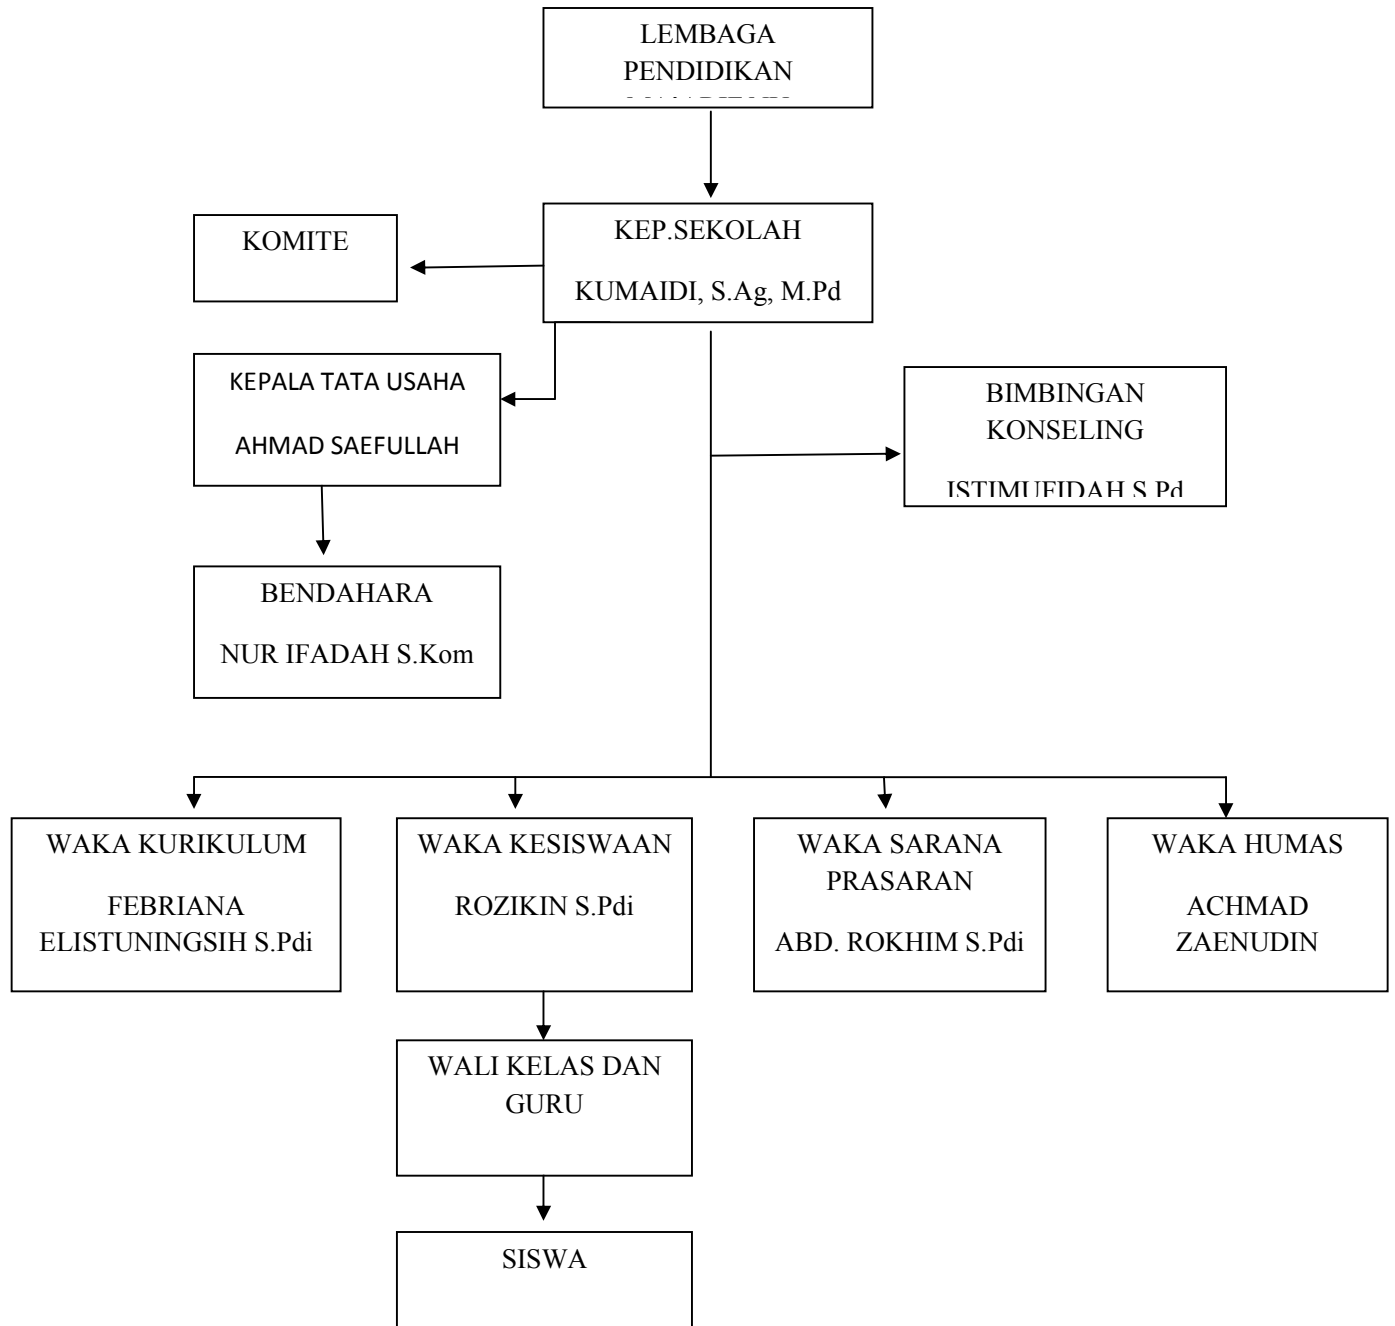 LEMBAGA
PENDIDIKAN
KOMITE
KEP.SEKOLAH
KUMAIDI, S.Ag, M.Pd
KEPALA TATA USAHA
AHMAD SAEFULLAH
BIMBINGAN
KONSELING
ISTIMUFIDAH S.Pd
BENDAHARA
NUR IFADAH S.Kom
WAKA KURIKULUM
FEBRIANA
ELISTUNINGSIH S.Pdi
WAKA KESISWAAN
ROZIKIN S.Pdi
WAKA SARANA
PRASARAN
ABD. ROKHIM S.Pdi
WAKA HUMAS
ACHMAD
ZAENUDIN
WALI KELAS DAN
GURU
SISWA